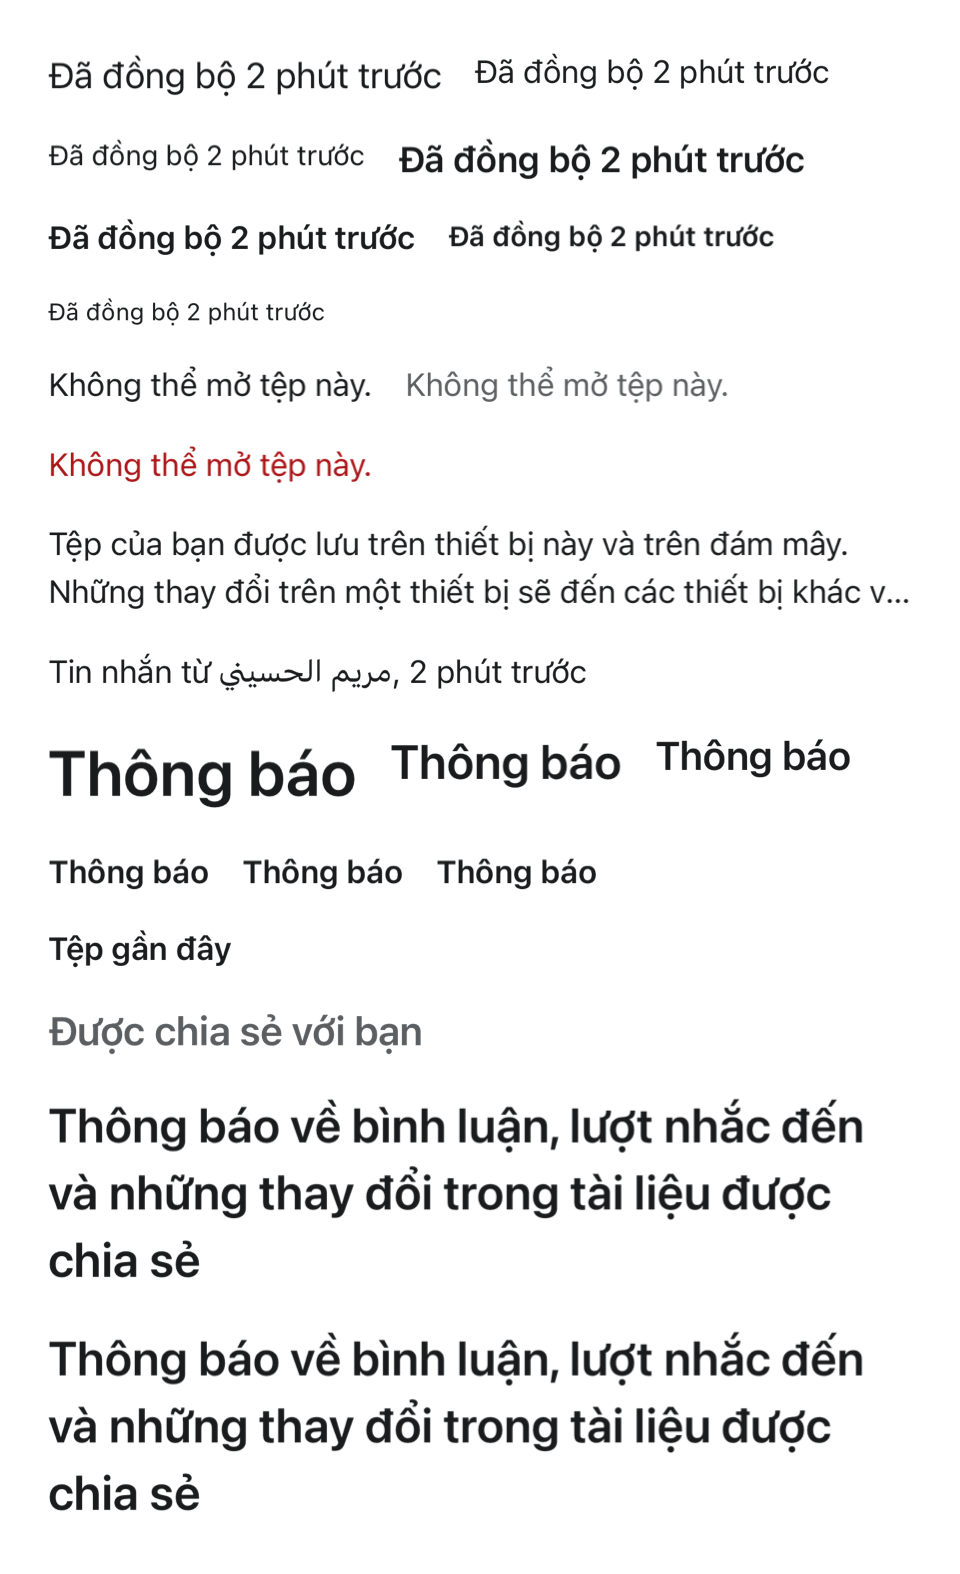 Đã đồng bộ 2 phút trước Đã đồng bộ 2 phút trước
Đã đồng bộ 2 phút trước Đã đồng bộ 2 phút trước
Đã đồng bộ 2 phút trước Đã đồng bộ 2 phút trước
Đã đồng bộ 2 phút trước
Không thể mở tệp này. Không thể mở tệp này.
Không thể mở tệp này.
Tệp của bạn được lưu trên thiết bị này và trên đám mây.
Những thay đổi trên một thiết bị sẽ đến các thiết bị khác v...
Tin nhắn từ مريم الحسيني, 2 phút trước
Thông báo Thông báo Thông báo
Thông báo Thông báo Thông báo
Tệp gần đây
Được chia sẻ với bạn
Thông báo về bình luận, lượt nhắc đến
và những thay đổi trong tài liệu được
chia sẻ
Thông báo về bình luận, lượt nhắc đến
và những thay đổi trong tài liệu được
chia sẻ